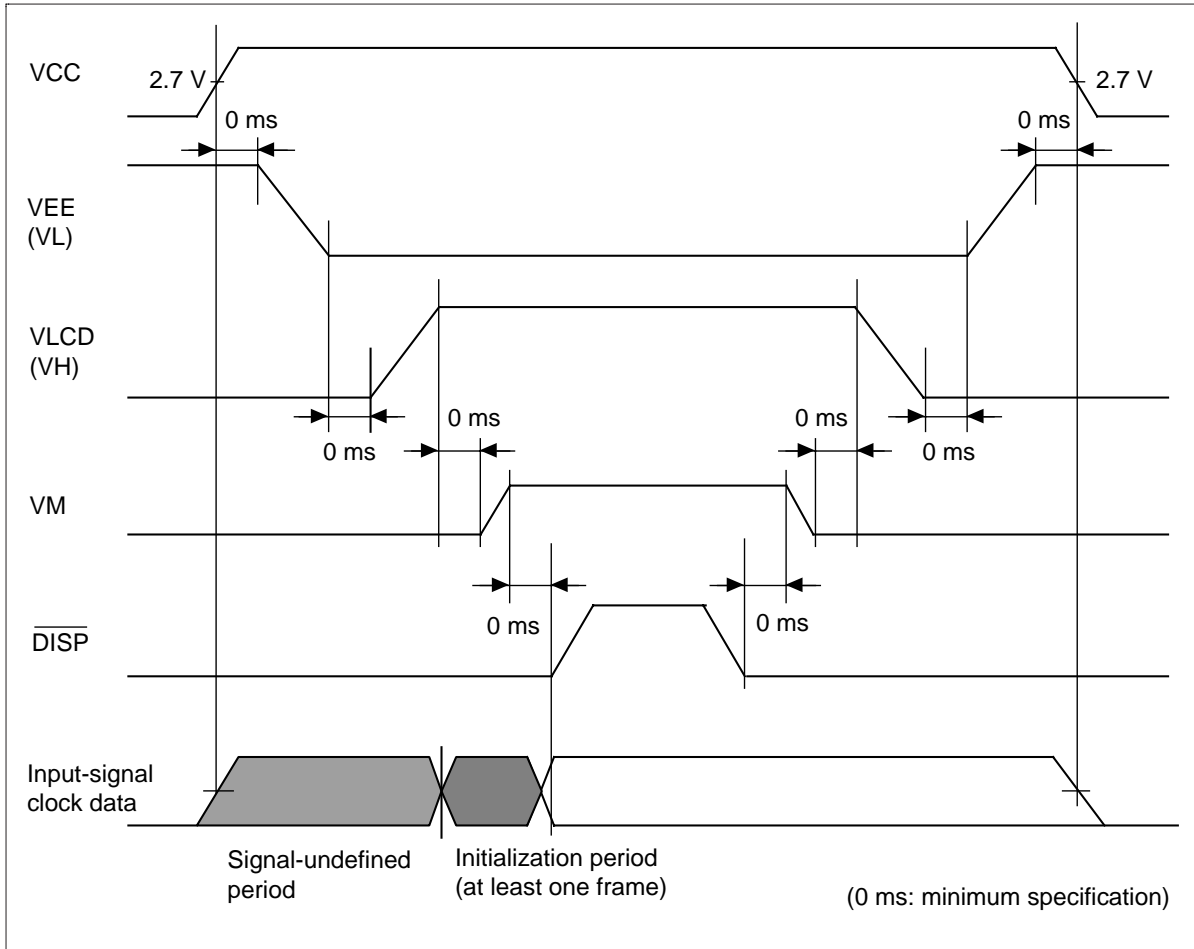 VCC
2.7 V
2.7 V
0 ms
0 ms
VEE
(VL)
VLCD
(VH)
0 ms
0 ms
0 ms
0 ms
VM
0 ms
0 ms
DISP
Input-signal
clock data
Signal-undefined
period
Initialization period
(at least one frame)
(0 ms: minimum specification)